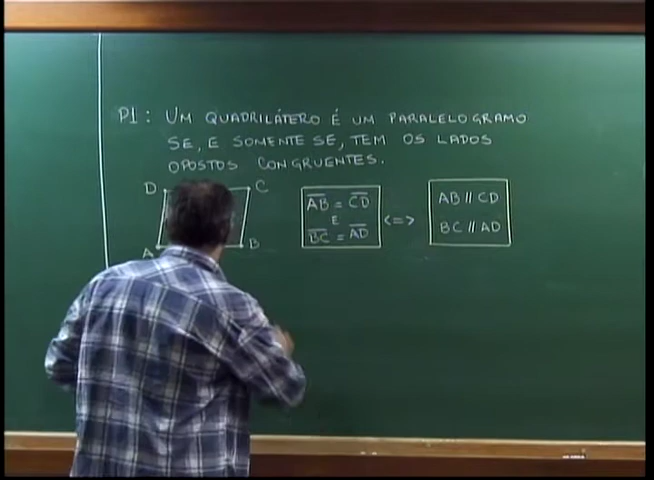 P1: UM QUADRILÁTERO É UM PARALELOGRAMO
SE, E SOMENTE SE, TEM OS LADOS
OPOSTOS CONGRUENTES.
D C
A B
AB = CD
E
BC = AD
<=>
AB // CD
BC // AD